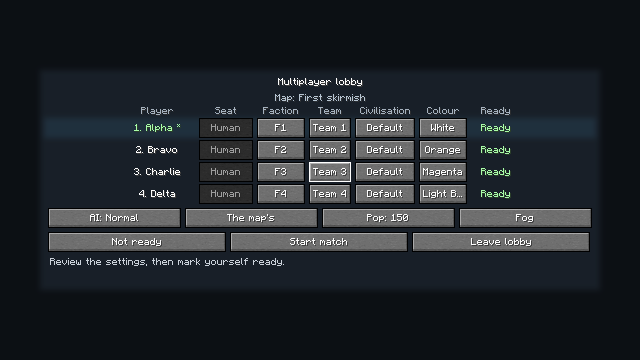 Multiplayer lobby
Map: First skirmish
Player Seat Faction Team Civilisation Colour Ready
1. Alpha * Human F1 Team 1 Default White Ready
2. Bravo Human F2 Team 2 Default Orange Ready
3. Charlie Human F3 Team 3 Default Magenta Ready
4. Delta Human F4 Team 4 Default Light B... Ready
AI: Normal The map's Pop: 150 Fog
Not ready Start match Leave lobby
Review the settings, then mark yourself ready.